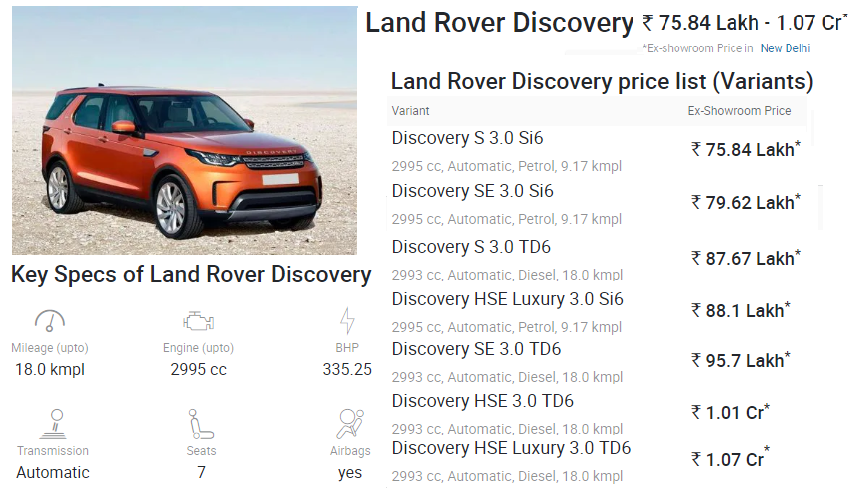 DISCOVERY
Land Rover Discovery ₹ 75.84 Lakh - 1.07 Cr*
*Ex-showroom Price in New Delhi
Land Rover Discovery price list (Variants)
Variant Ex-Showroom Price
Discovery S 3.0 Si6
₹ 75.84 Lakh*
2995 cc, Automatic, Petrol, 9.17 kmpl
Discovery SE 3.0 Si6
₹ 79.62 Lakh*
2995 cc, Automatic, Petrol, 9.17 kmpl
Discovery S 3.0 TD6
₹ 87.67 Lakh*
2993 cc, Automatic, Diesel, 18.0 kmpl
Discovery HSE Luxury 3.0 Si6
₹ 88.1 Lakh*
2995 cc, Automatic, Petrol, 9.17 kmpl
Discovery SE 3.0 TD6
₹ 95.7 Lakh*
2993 cc, Automatic, Diesel, 18.0 kmpl
Discovery HSE 3.0 TD6
₹ 1.01 Cr*
2993 cc, Automatic, Diesel, 18.0 kmpl
Discovery HSE Luxury 3.0 TD6
₹ 1.07 Cr*
2993 cc, Automatic, Diesel, 18.0 kmpl
Key Specs of Land Rover Discovery
Mileage (upto) Engine (upto) BHP
18.0 kmpl 2995 cc 335.25
Transmission Seats Airbags
Automatic 7 yes